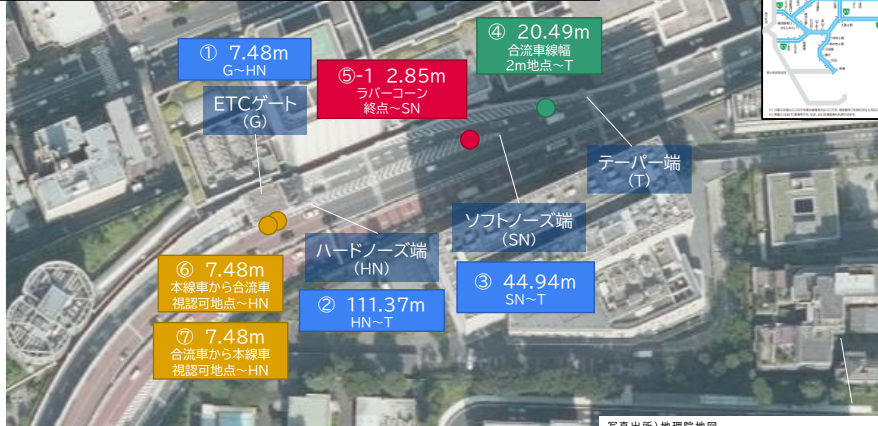 ① 7.48m
G～HN
ETCゲート
(G)
⑤-1 2.85m
ラバーコーン
終点～SN
④ 20.49m
合流車線幅
2m地点～T
テーパー端
(T)
ソフトノーズ端
(SN)
ハードノーズ端
(HN)
③ 44.94m
SN～T
② 111.37m
HN～T
⑥ 7.48m
本線車から合流車
視認可地点～HN
⑦ 7.48m
合流車から本線車
視認可地点～HN
写真出所)地理院地図